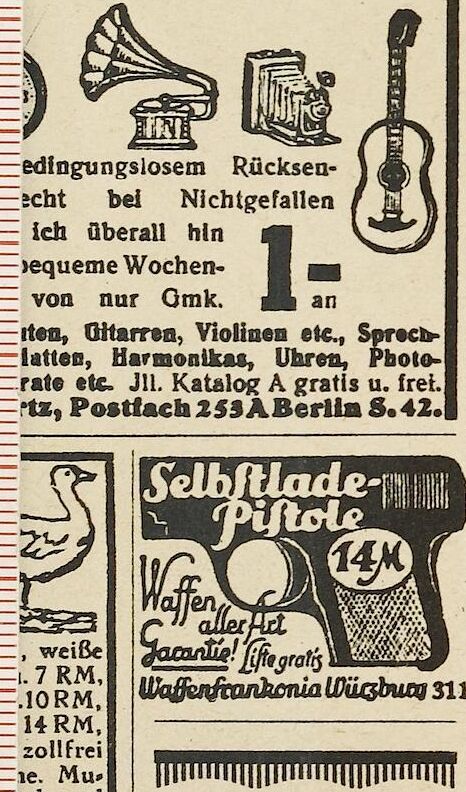 edingungslosem Rücksen-
echt bei Nichtgefallen
ich überall hin
bequeme Wochen-
von nur Gmk. 1- an
ten, Gitarren, Violinen etc., Sprech-
latten, Harmonikas, Uhren, Photo-
rate etc. Jll. Katalog A gratis u. frei.
rtz, Postfach 253 A Berlin S. 42.
Selbstlade-
Pistole
14M
Waffen
aller Art
Garantie! Liste gratis
Waffenfrankonia Würzburg 311
, weiße
. 7 RM,
.10 RM,
14 RM,
zollfrei
ne. Mu-